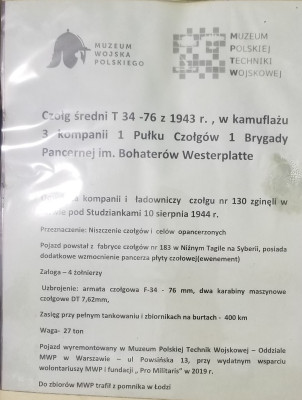 MUZEUM
WOJSKA
POLSKIEGO
MUZEUM
POLSKIEJ
TECHNIKI
WOJSKOWEJ
Czołg średni T 34 -76 z 1943 r. , w kamuflażu
3 kompanii 1 Pułku Czołgów 1 Brygady
Pancernej im. Bohaterów Westerplatte
kompanii i ładowniczy czołgu nr 130 zginęli w
pod Studziankami 10 sierpnia 1944 r.
Przeznaczenie: Niszczenie czołgów i celów opancerzonych
Pojazd powstał z fabryce czołgów nr 183 w Niżnym Tagile na Syberii, posiada
dodatkowe wzmocnienie pancerza płyty czołowej(ewenement)
Załoga – 4 żołnierzy
Uzbrojenie: armata czołgowa F-34 - 76 mm, dwa karabiny maszynowe
czołgowe DT 7,62mm,
Zasięg przy pełnym tankowaniu i zbiornikach na burtach - 400 km
Waga- 27 ton
Pojazd wyremontowany w Muzeum Polskiej Technik Wojskowej – Oddziale
MWP w Warszawie – ul Powsińska 13, przy wydatnym wsparciu
wolontariuszy MWP i fundacji „ Pro Militaris" w 2019 r.
Do zbiorów MWP trafił z pomnika w Łodzi